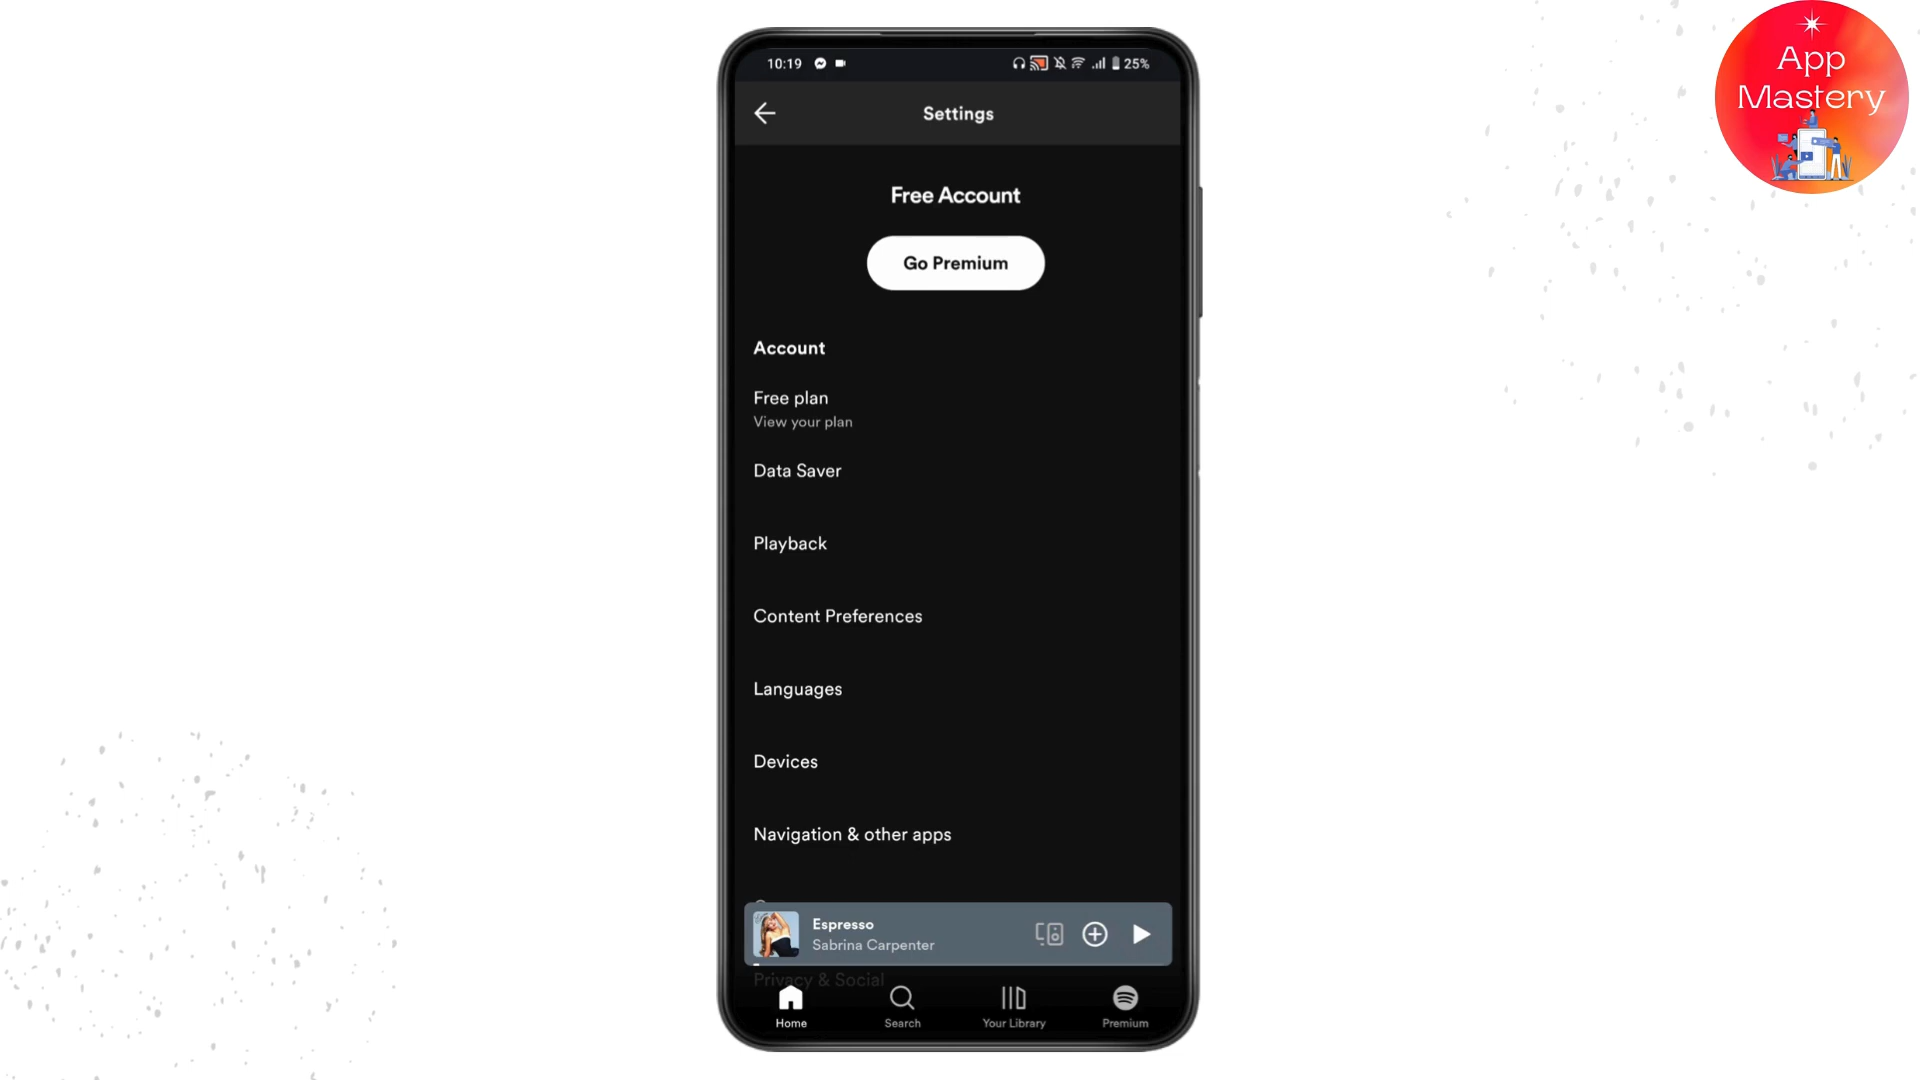 App
Mastery
10:19
25%
Settings
Free Account
Go Premium
Account
Free plan
View your plan
Data Saver
Playback
Content Preferences
Languages
Devices
Navigation & other apps
Espresso
Sabrina Carpenter
Privacy & Social
Home
Search
Your Library
Premium